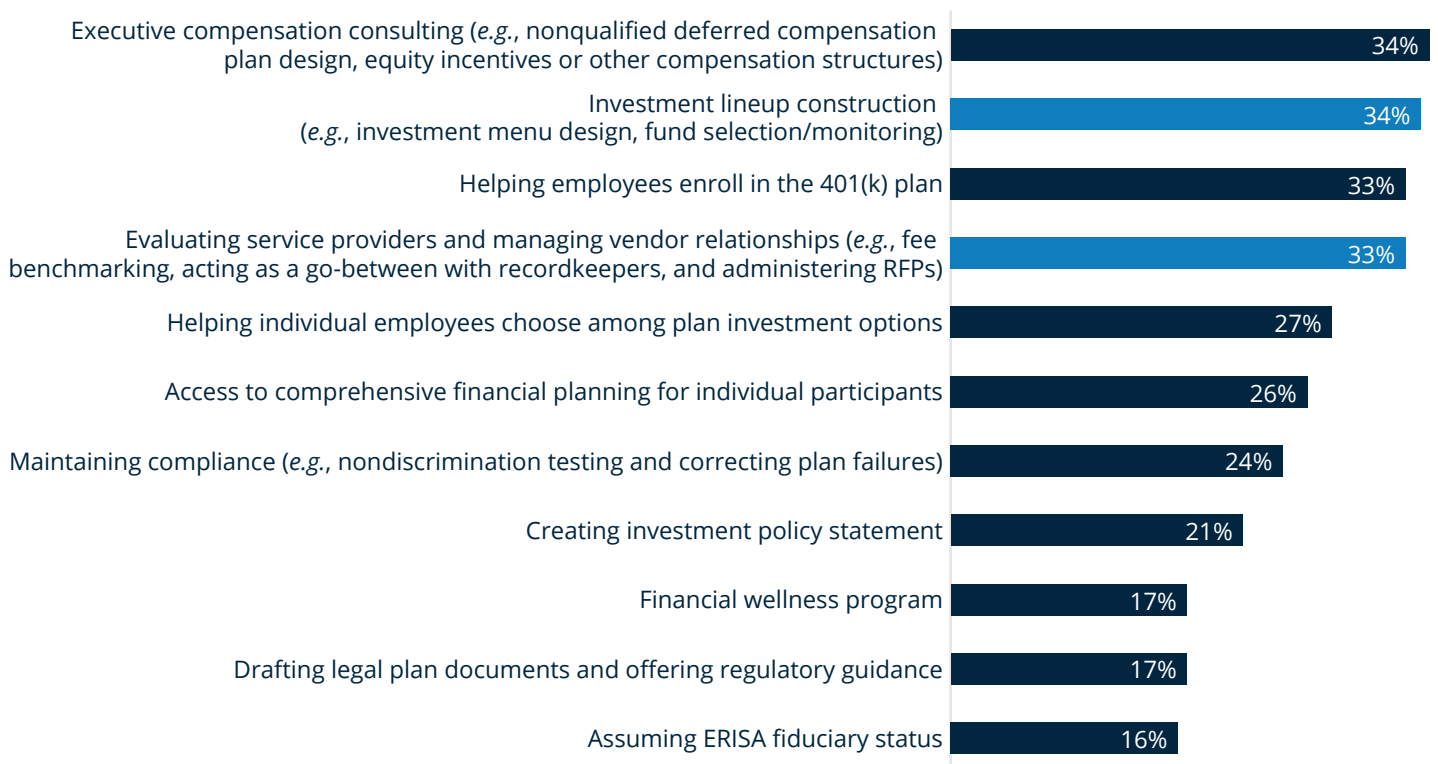 Executive compensation consulting (e.g., nonqualified deferred compensation
plan design, equity incentives or other compensation structures)
34%
Investment lineup construction
(e.g., investment menu design, fund selection/monitoring)
34%
Helping employees enroll in the 401(k) plan
33%
Evaluating service providers and managing vendor relationships (e.g., fee
benchmarking, acting as a go-between with recordkeepers, and administering RFPs)
33%
Helping individual employees choose among plan investment options
27%
Access to comprehensive financial planning for individual participants
26%
Maintaining compliance (e.g., nondiscrimination testing and correcting plan failures)
24%
Creating investment policy statement
21%
Financial wellness program
17%
Drafting legal plan documents and offering regulatory guidance
17%
Assuming ERISA fiduciary status
16%